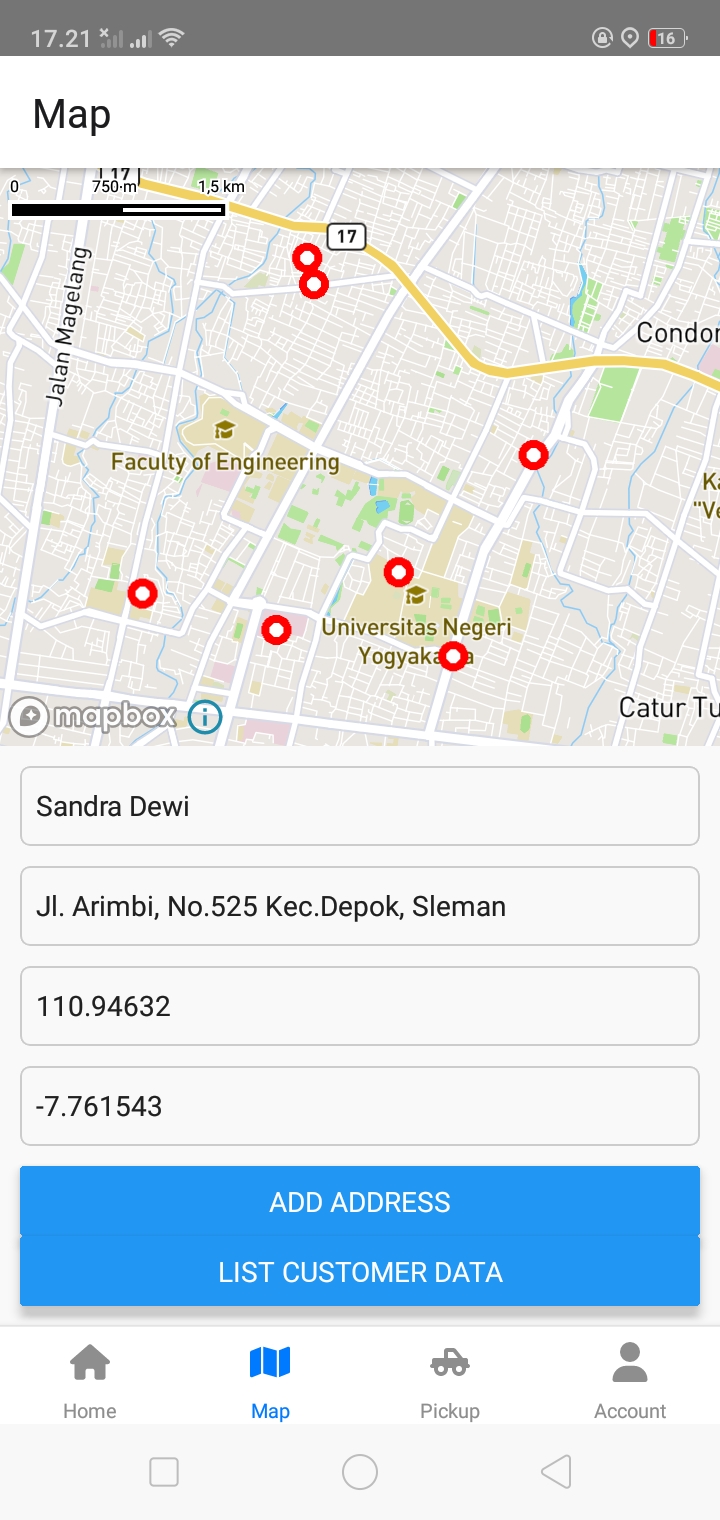 17.21
16
Map
17
0 750 m 1,5 km
17
Jalan Magelang
Condor
Faculty of Engineering
Ka
"Ve
Universitas Negeri
Yogyaka a
Catur Tu
mapbox
Sandra Dewi
Jl. Arimbi, No.525 Kec.Depok, Sleman
110.94632
-7.761543
ADD ADDRESS
LIST CUSTOMER DATA
Home Map Pickup Account